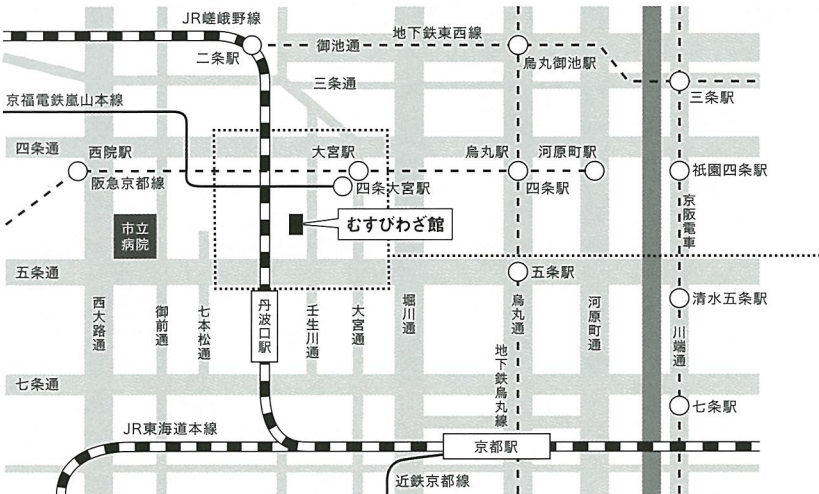 JR嵯峨野線
二条駅
御池通
地下鉄東西線
烏丸御池駅
三条通
三条駅
京福電鉄嵐山本線
四条通
西院駅
大宮駅
烏丸駅
河原町駅
阪急京都線
四条大宮駅
四条駅
祇園四条駅
市立
病院
むすびわざ館
京阪電車
五条通
五条駅
清水五条駅
西大路通
御前通
七本松通
丹波口駅
壬生川通
大宮通
堀川通
烏丸通
地下鉄烏丸線
河原町通
川端通
七条通
七条駅
JR東海道本線
京都駅
近鉄京都線